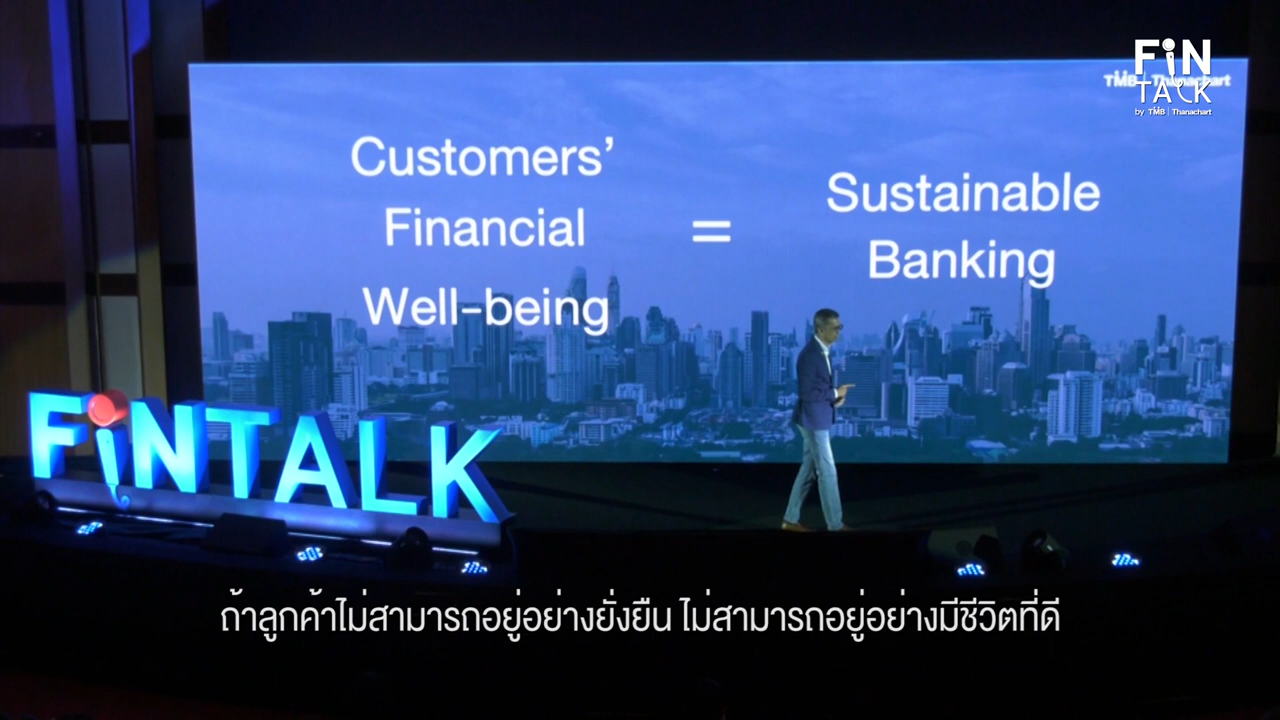 FiN
TALK
by TMB | Thanachart
TMB | Thanachart
Customers’
Financial
Well-being
=
Sustainable
Banking
FiNTALK
ถ้าลูกค้าไม่สามารถอยู่อย่างยั่งยืน ไม่สามารถอยู่อย่างมีชีวิตที่ดี